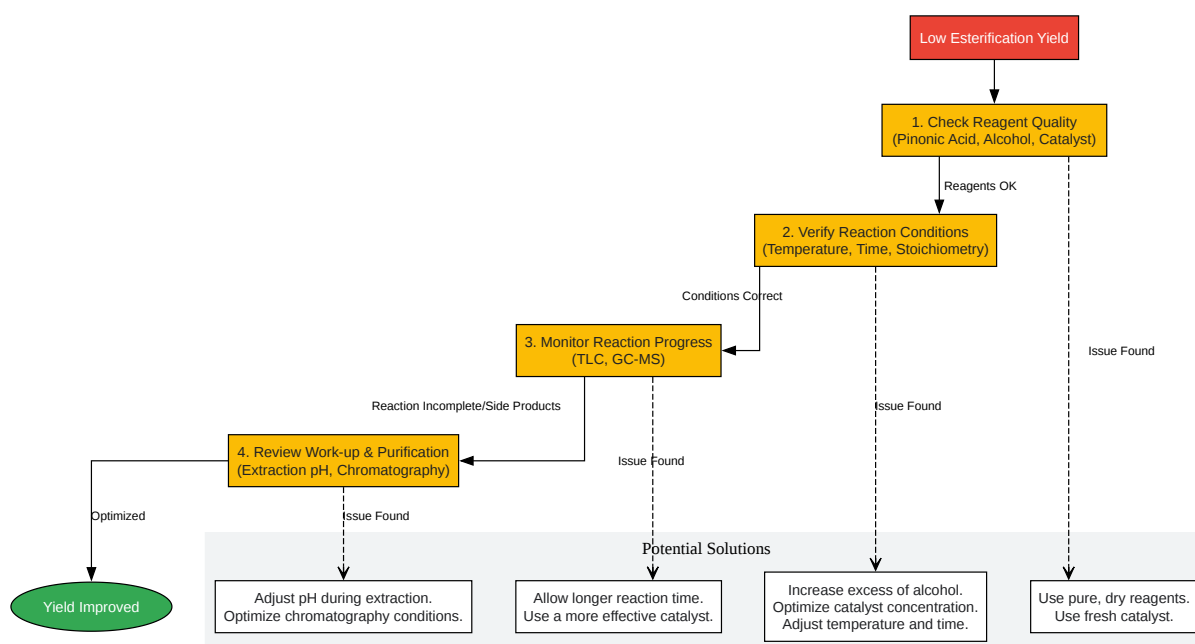 Low Esterification Yield
1. Check Reagent Quality
(Pinonic Acid, Alcohol, Catalyst)
Reagents OK
2. Verify Reaction Conditions
(Temperature, Time, Stoichiometry)
Conditions Correct
3. Monitor Reaction Progress
(TLC, GC-MS)
Issue Found
Reaction Incomplete/Side Products
Issue Found
4. Review Work-up & Purification
(Extraction pH, Chromatography)
Issue Found
Optimized
Issue Found
Potential Solutions
Yield Improved
Adjust pH during extraction.
Optimize chromatography conditions.
Allow longer reaction time.
Use a more effective catalyst.
Increase excess of alcohol.
Optimize catalyst concentration.
Adjust temperature and time.
Use pure, dry reagents.
Use fresh catalyst.